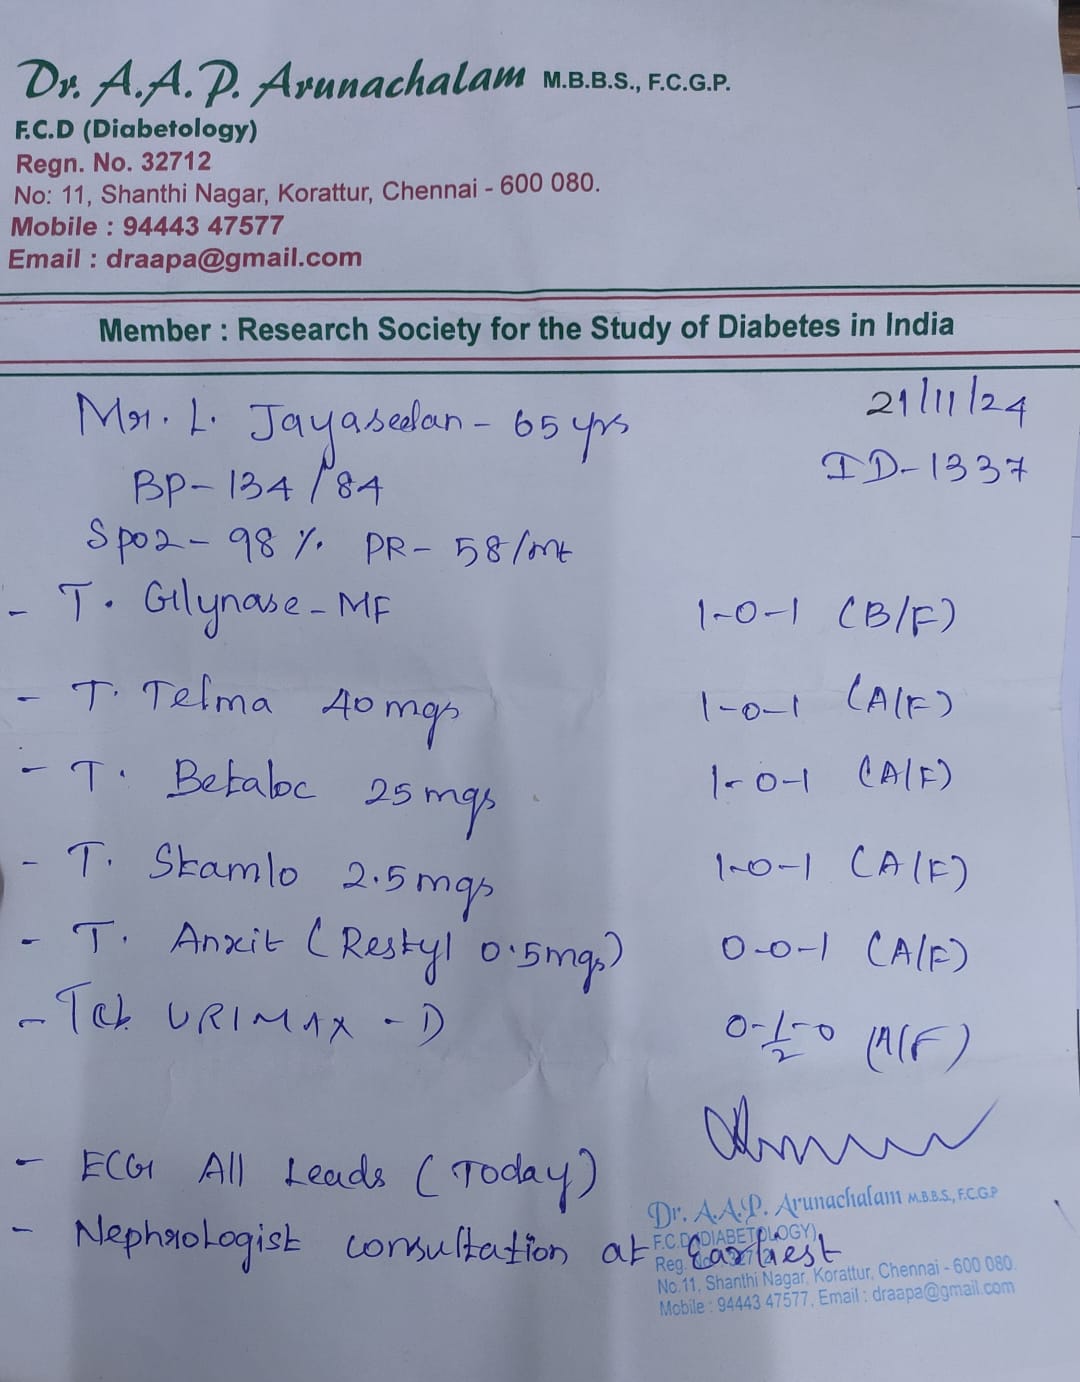 Dr. A.A.P. Arunachalam M.B.B.S., F.C.G.P.
F.C.D (Diabetology)
Regn. No. 32712
No: 11, Shanthi Nagar, Korattur, Chennai - 600 080.
Mobile : 94443 47577
Email : draapa@gmail.com
Member : Research Society for the Study of Diabetes in India
Mr. L. Jayaseelan - 65 yrs 21/11/24
BP - 134/84 ID - 1337
Spo2 - 98 % PR - 58/mt
- T. Gilynase - MF 1-0-1 (B/F)
- T. Telma 40 mgs 1-0-1 (A/F)
- T. Betaloc 25 mgs 1-0-1 (A/F)
- T. Stamlo 2.5 mgs 1-0-1 (A/F)
- T. Anxit (Restyl 0.5mgs) 0-0-1 (A/F)
- Tab URIMAX - D 0-1/2-0 (A/F)
- ECG All Leads (Today)
- Nephrologist consultation at Earliest
Dr. A.A.P. Arunachalam M.B.B.S., F.C.G.P
F.C.D (DIABETOLOGY),
Reg.
No.11, Shanthi Nagar, Korattur, Chennai - 600 080.
Mobile : 94443 47577, Email : draapa@gmail.com